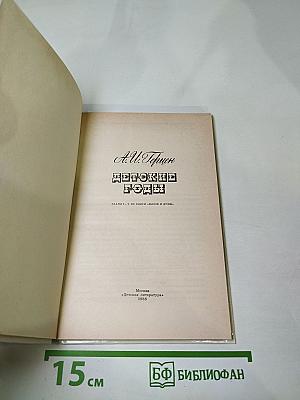 А.И. Герцен
ДЕТСКИЕ
ГОДЫ
Москва
«Детская литература»
15 см
БФ БИБЛИОФАН